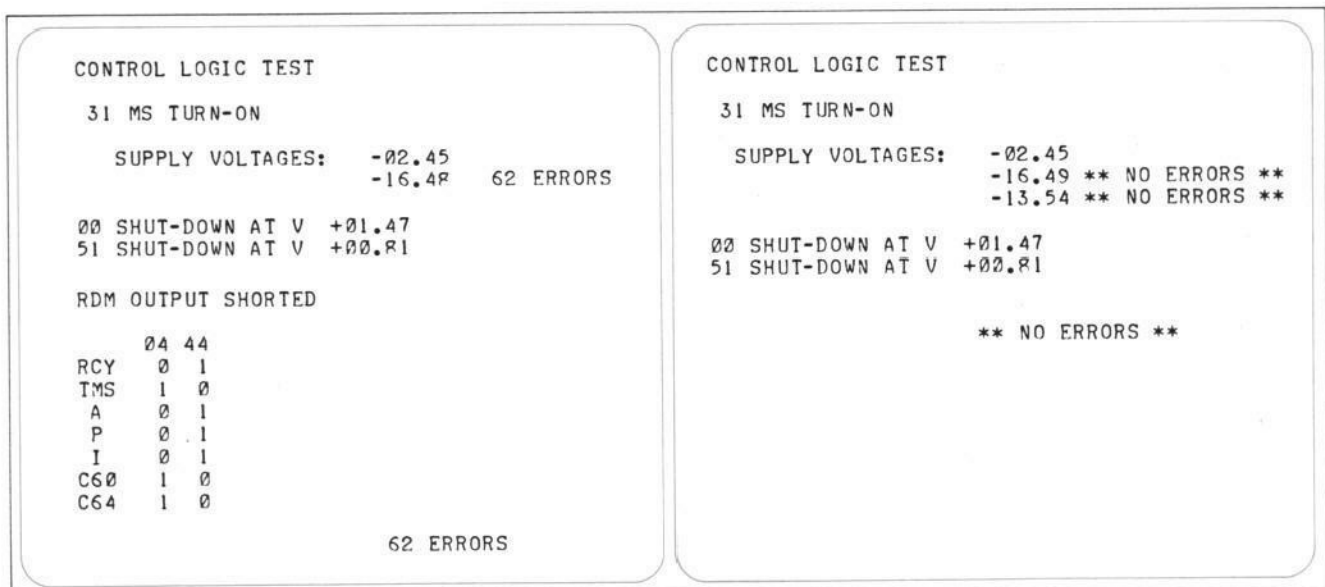 CONTROL LOGIC TEST
31 MS TURN-ON
SUPPLY VOLTAGES: -02.45
-16.48 62 ERRORS
00 SHUT-DOWN AT V +01.47
51 SHUT-DOWN AT V +00.81
RDM OUTPUT SHORTED
04 44
RCY 0 1
TMS 1 0
A 0 1
P 0 1
I 0 1
C60 1 0
C64 1 0
62 ERRORS
CONTROL LOGIC TEST
31 MS TURN-ON
SUPPLY VOLTAGES: -02.45
-16.49 ** NO ERRORS **
-13.54 ** NO ERRORS **
00 SHUT-DOWN AT V +01.47
51 SHUT-DOWN AT V +00.81
** NO ERRORS **